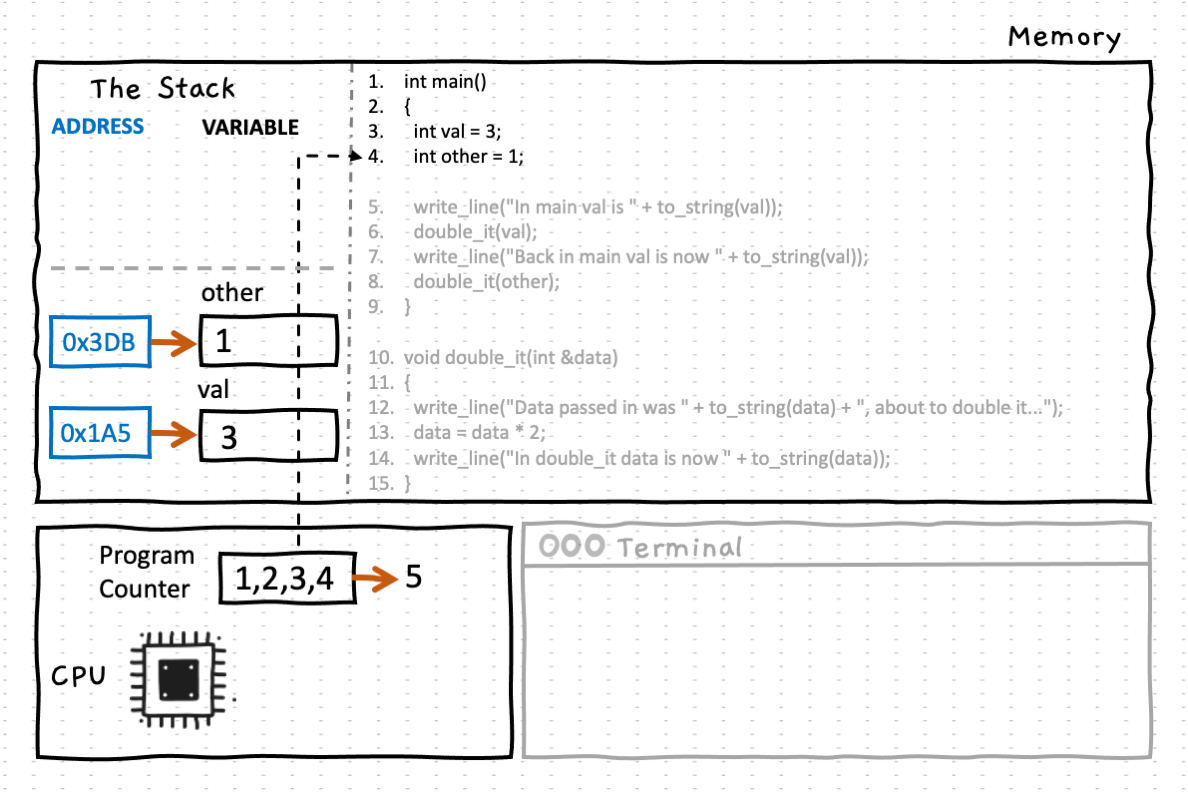 Memory
The Stack
ADDRESS VARIABLE
other
0x3DB 1
val
0x1A5 3
1. int main()
2. {
3. int val = 3;
4. int other = 1;
5. write_line("In main val is " + to_string(val));
6. double_it(val);
7. write_line("Back in main val is now " + to_string(val));
8. double_it(other);
9. }
10. void double_it(int &data)
11. {
12. write_line("Data passed in was " + to_string(data) + ", about to double it...");
13. data = data * 2;
14. write_line("In double_it data is now " + to_string(data));
15. }
Program
Counter
1,2,3,4 5
CPU
Terminal